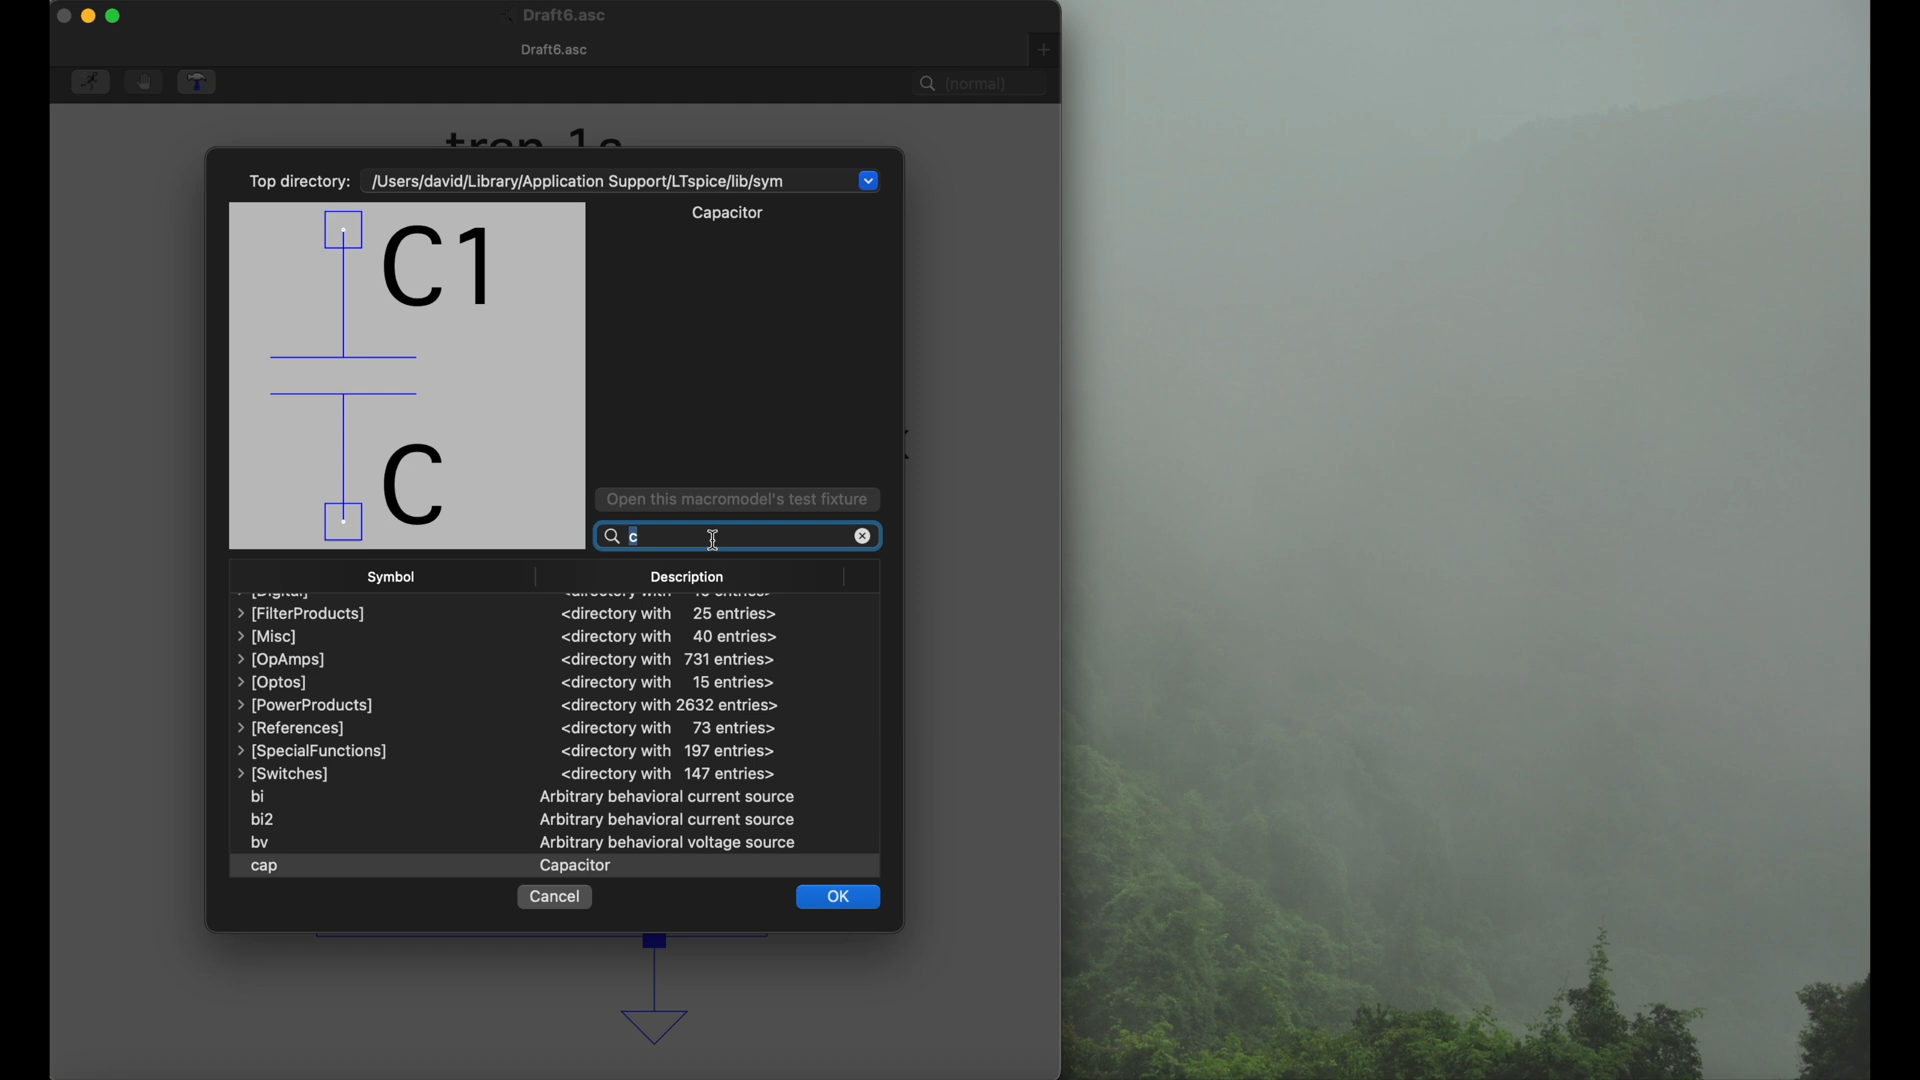 Draft6.asc
Draft6.asc
(normal)
Top directory: /Users/david/Library/Application Support/LTspice/lib/sym
C1
C
Capacitor
Open this macromodel's test fixture
c
Symbol Description
[FilterProducts] <directory with 25 entries>
[Misc] <directory with 40 entries>
[OpAmps] <directory with 731 entries>
[Optos] <directory with 15 entries>
[PowerProducts] <directory with 2632 entries>
[References] <directory with 73 entries>
[SpecialFunctions] <directory with 197 entries>
[Switches] <directory with 147 entries>
bi Arbitrary behavioral current source
bi2 Arbitrary behavioral current source
bv Arbitrary behavioral voltage source
cap Capacitor
Cancel OK